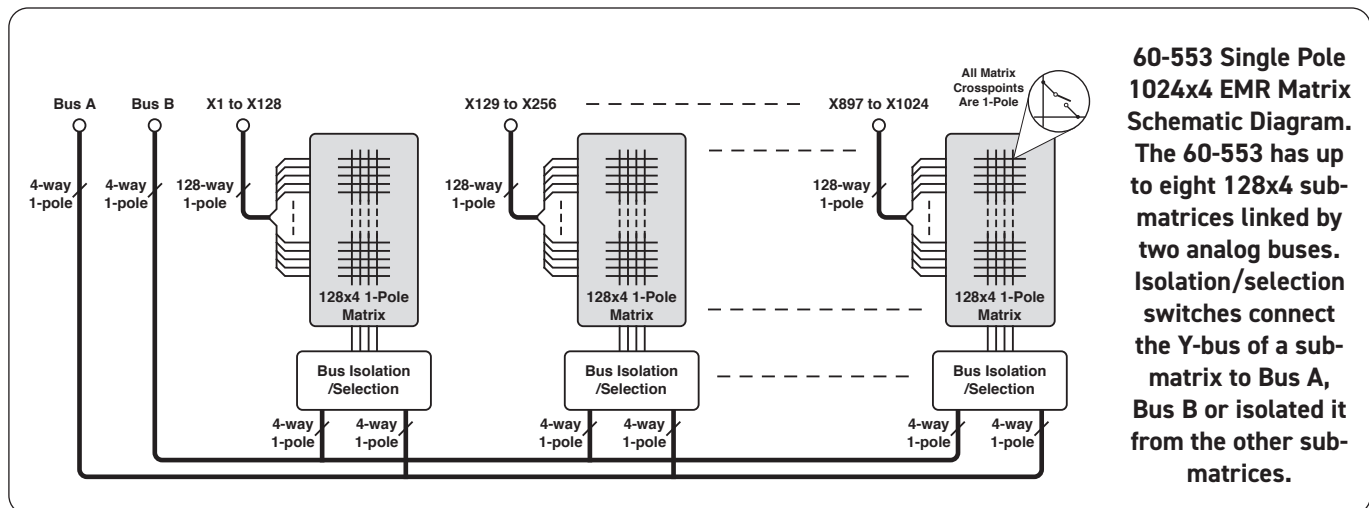 Bus A
Bus B
X1 to X128
X129 to X256
X897 to X1024
All Matrix
Crosspoints
Are 1-Pole
4-way
1-pole
4-way
1-pole
128-way
1-pole
128-way
1-pole
128-way
1-pole
128x4 1-Pole
Matrix
128x4 1-Pole
Matrix
128x4 1-Pole
Matrix
Bus Isolation
/Selection
Bus Isolation
/Selection
Bus Isolation
/Selection
4-way
1-pole
4-way
1-pole
4-way
1-pole
4-way
1-pole
4-way
1-pole
4-way
1-pole
60-553 Single Pole
1024x4 EMR Matrix
Schematic Diagram.
The 60-553 has up
to eight 128x4 sub-
matrices linked by
two analog buses.
Isolation/selection
switches connect
the Y-bus of a sub-
matrix to Bus A,
Bus B or isolated it
from the other sub-
matrices.